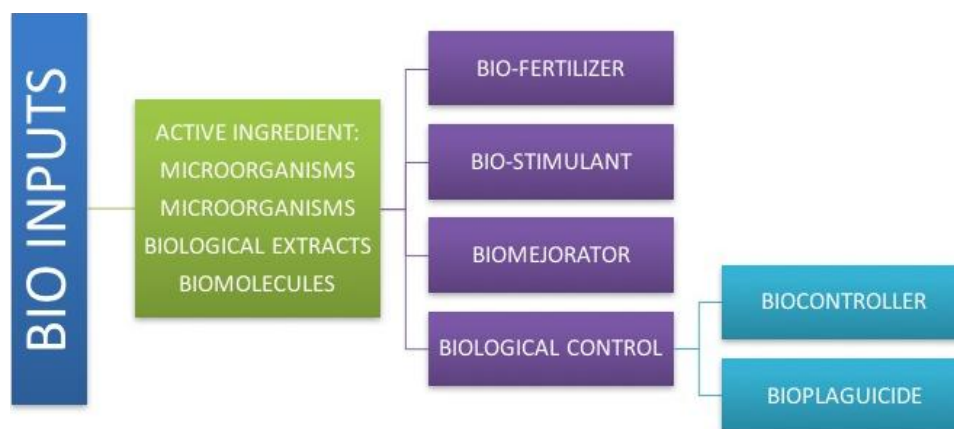 BIO INPUTS
ACTIVE INGREDIENT:
MICROORGANISMS
MICROORGANISMS
BIOLOGICAL EXTRACTS
BIOMOLECULES
BIO-FERTILIZER
BIO-STIMULANT
BIOMEJORATOR
BIOLOGICAL CONTROL
BIOCONTROLLER
BIOPLAGUICIDE